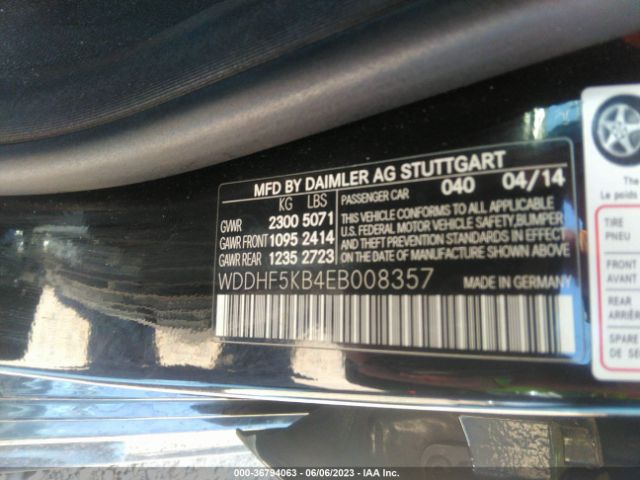 MFD BY DAIMLER AG STUTTGART
KG LBS PASSENGER CAR 040 04/14
GVWR 2300 5071
GAWR FRONT 1095 2414
GAWR REAR 1235 2723
THIS VEHICLE CONFORMS TO ALL APPLICABLE
U.S. FEDERAL MOTOR VEHICLE SAFETY, BUMPER
AND THEFT PREVENTION STANDARDS IN EFFECT
ON THE DATE OF MANUFACTURE SHOWN ABOVE.
WDDHF5KB4EB008357
The
Le poids
TIRE
PNEU
FRONT
AVANT
REAR
ARRIÈR
SPARE
DE SE
000-36794063 - 06/06/2023 - IAA Inc.